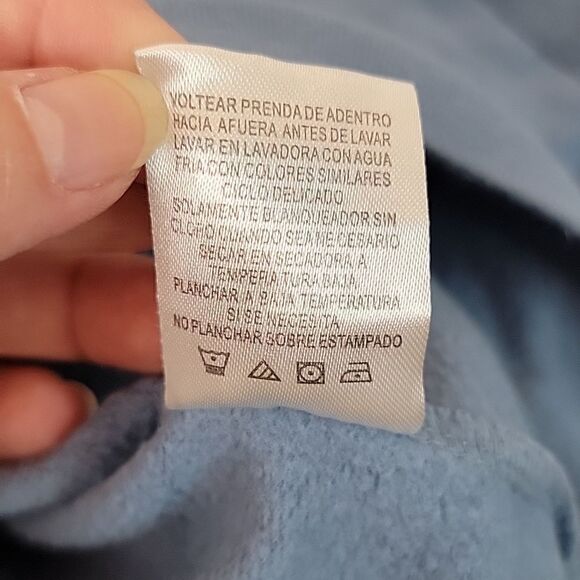 VOLTEAR PRENDA DE ADENTRO
HACIA AFUERA ANTES DE LAVAR
LAVAR EN LAVADORA CON AGUA
FRIA CON COLORES SIMILARES
CICLO DELICADO
SOLAMENTE BLANQUEADOR SIN
CLORO CUANDO SEA NECESARIO
SECAR EN SECADORA A
TEMPERATURA BAJA
PLANCHAR A BAJA TEMPERATURA
SI SE NECESITA
NO PLANCHAR SOBRE ESTAMPADO